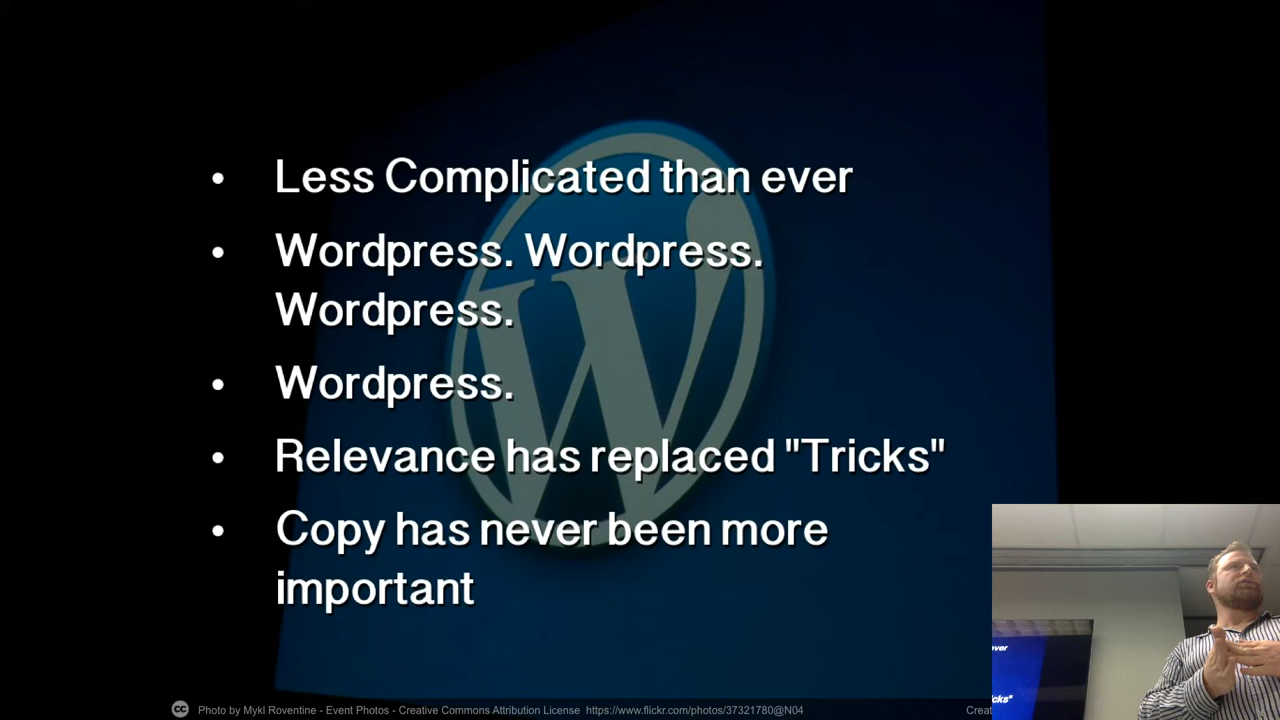 • Less Complicated than ever
• Wordpress. Wordpress.
Wordpress.
• Wordpress.
• Relevance has replaced "Tricks"
• Copy has never been more
important
Photo by Mykl Roventine - Event Photos - Creative Commons Attribution License https://www.flickr.com/photos/37321780@N04